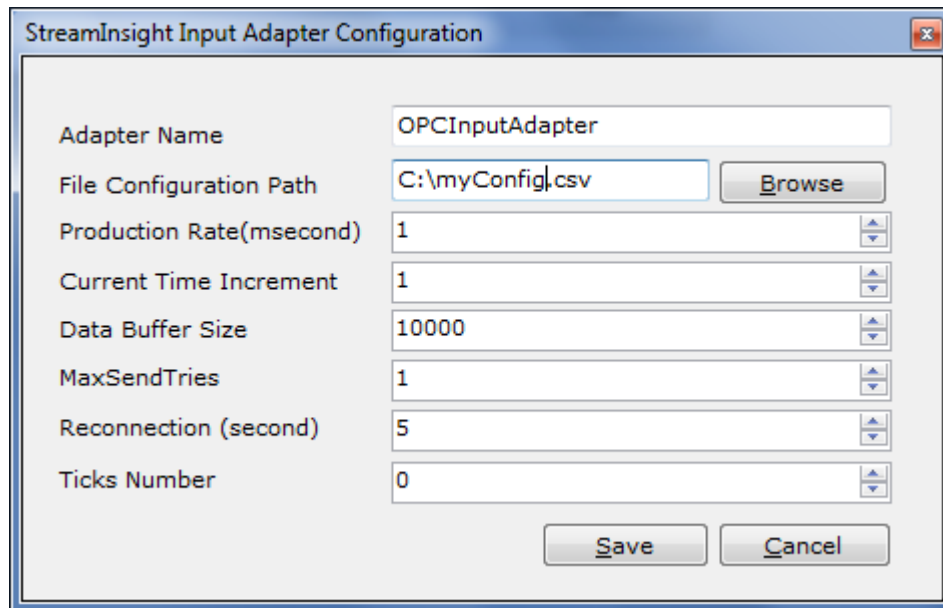 StreamInsight Input Adapter Configuration
Adapter Name OPCInputAdapter
File Configuration Path C:\myConfig.csv Browse
Production Rate(msecond) 1
Current Time Increment 1
Data Buffer Size 10000
MaxSendTries 1
Reconnection (second) 5
Ticks Number 0
Save Cancel